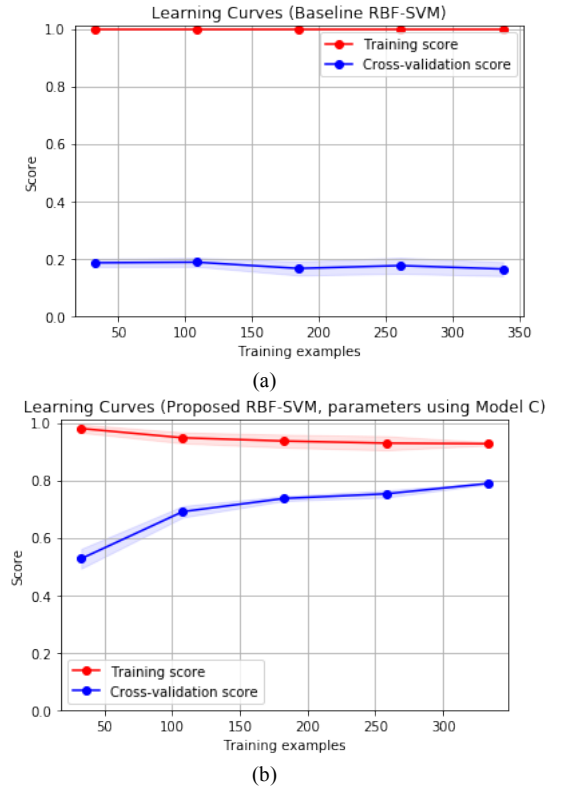 Learning Curves (Baseline RBF-SVM)
1.0
0.8
0.6
0.4
0.2
0.0
Score
Training score
Cross-validation score
50 100 150 200 250 300 350
Training examples
(a)
Learning Curves (Proposed RBF-SVM, parameters using Model C)
1.0
0.8
0.6
0.4
0.2
0.0
Score
Training score
Cross-validation score
50 100 150 200 250 300
Training examples
(b)